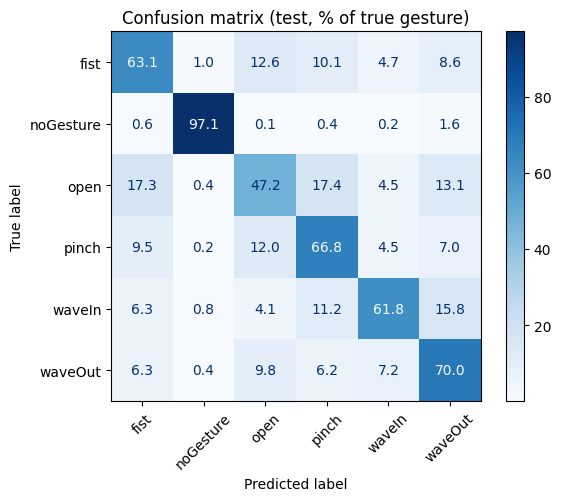 Confusion matrix (test, % of true gesture)
True label
fist 63.1 1.0 12.6 10.1 4.7 8.6
noGesture 0.6 97.1 0.1 0.4 0.2 1.6
open 17.3 0.4 47.2 17.4 4.5 13.1
pinch 9.5 0.2 12.0 66.8 4.5 7.0
waveIn 6.3 0.8 4.1 11.2 61.8 15.8
waveOut 6.3 0.4 9.8 6.2 7.2 70.0
fist noGesture open pinch waveIn waveOut
Predicted label
80
60
40
20